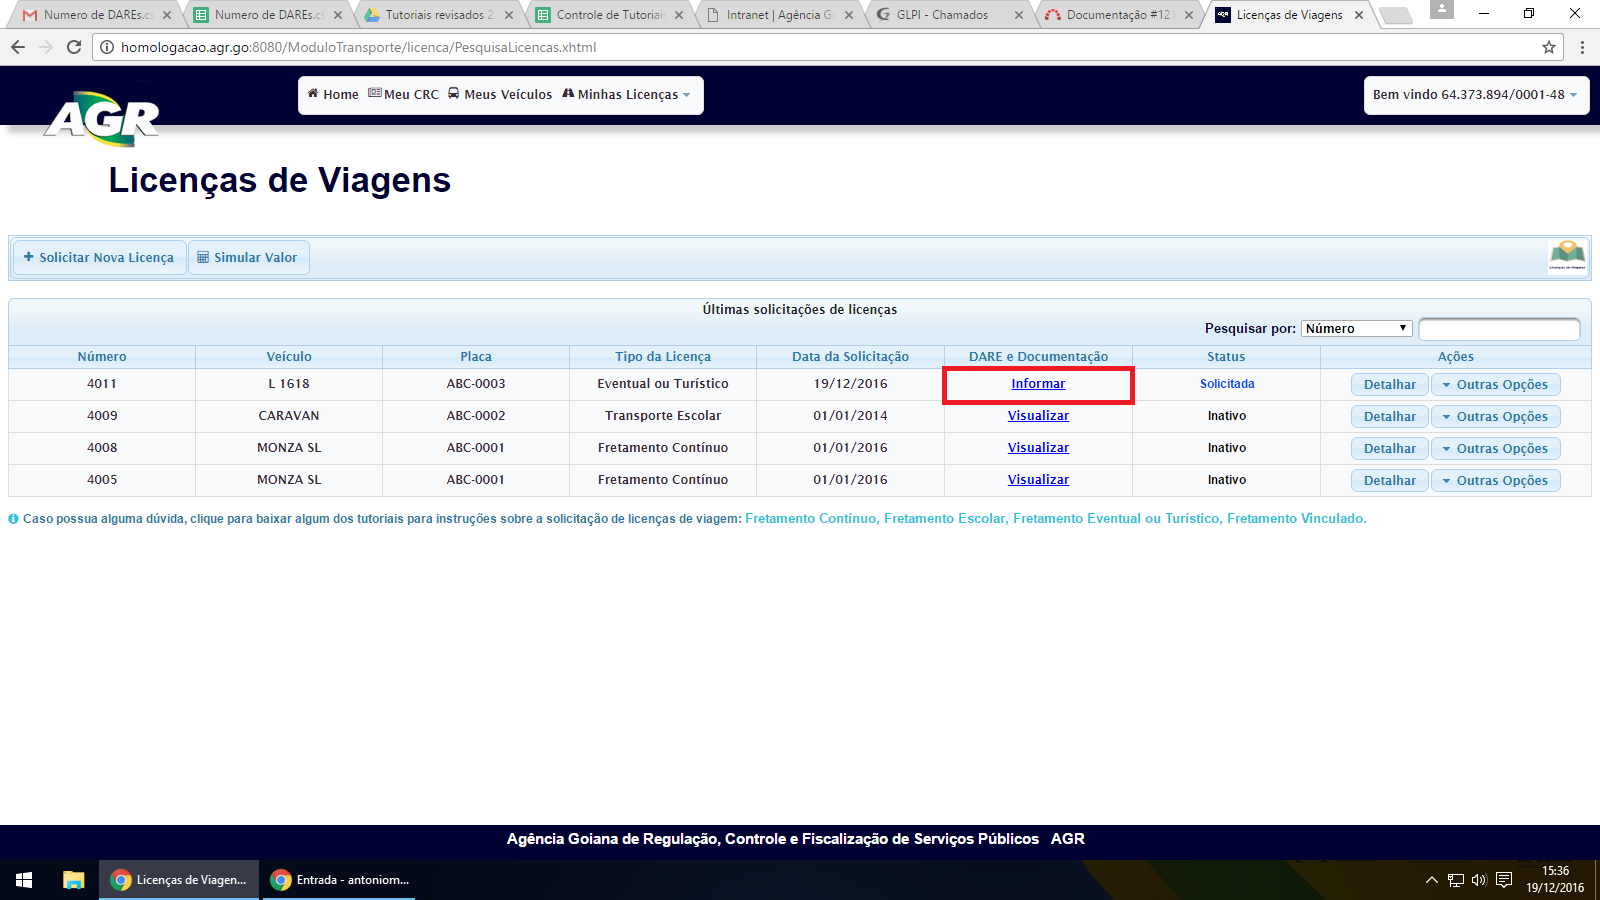 Numero de DAREs.cs
Numero de DAREs.cs
Tutoriais revisados 2
Controle de Tutoriai
Intranet | Agência Go
GLPI - Chamados
Documentação #121
Licenças de Viagens
homologacao.agr.go:8080/ModuloTransporte/licenca/PesquisaLicencas.xhtml
AGR
Home Meu CRC Meus Veículos Minhas Licenças
Bem vindo 64.373.894/0001-48
Licenças de Viagens
Solicitar Nova Licença Simular Valor
Licenças de Viagens
Últimas solicitações de licenças
Pesquisar por: Número
Número Veículo Placa Tipo da Licença Data da Solicitação DARE e Documentação Status Ações
4011 L 1618 ABC-0003 Eventual ou Turístico 19/12/2016 Informar Solicitada Detalhar Outras Opções
4009 CARAVAN ABC-0002 Transporte Escolar 01/01/2014 Visualizar Inativo Detalhar Outras Opções
4008 MONZA SL ABC-0001 Fretamento Contínuo 01/01/2016 Visualizar Inativo Detalhar Outras Opções
4005 MONZA SL ABC-0001 Fretamento Contínuo 01/01/2016 Visualizar Inativo Detalhar Outras Opções
Caso possua alguma dúvida, clique para baixar algum dos tutoriais para instruções sobre a solicitação de licenças de viagem: Fretamento Continuo, Fretamento Escolar, Fretamento Eventual ou Turístico, Fretamento Vinculado.
Agência Goiana de Regulação, Controle e Fiscalização de Serviços Públicos AGR
Licenças de Viagen...
Entrada - antoniom...
15:36
19/12/2016